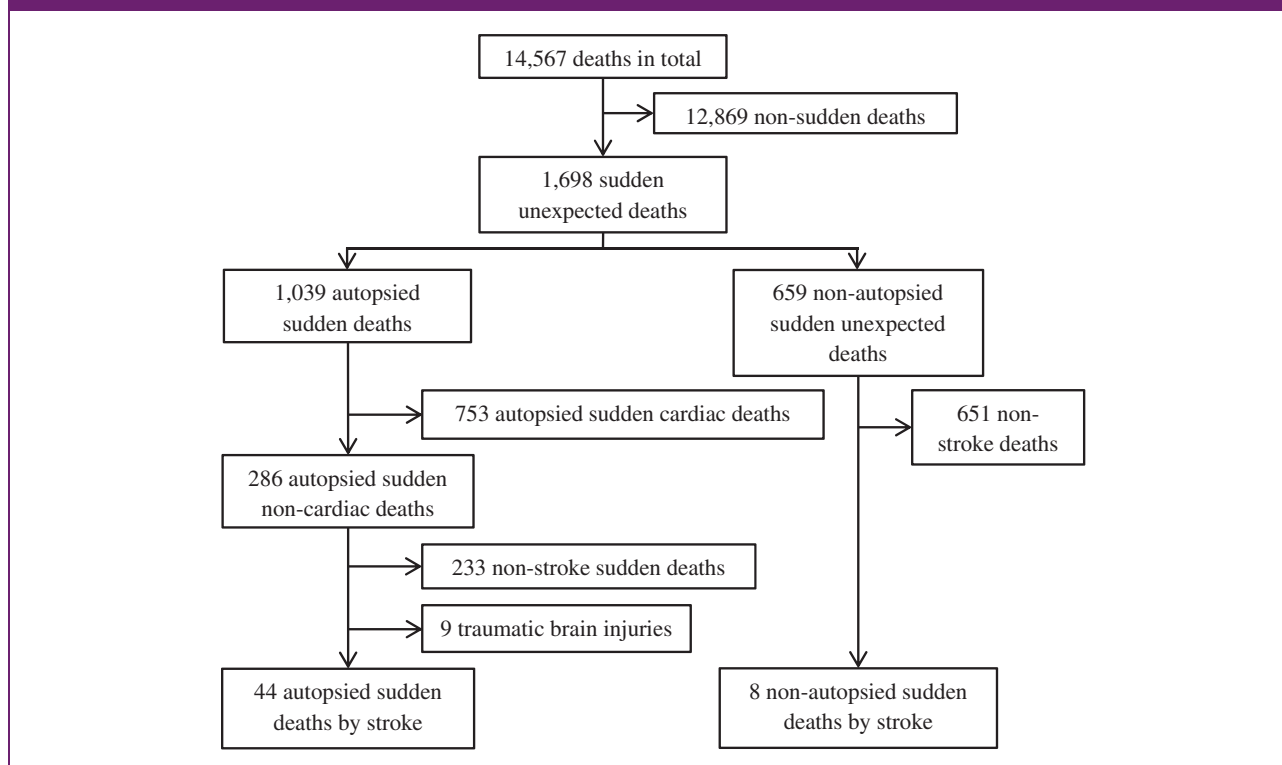 14,567 deaths in total
12,869 non-sudden deaths
1,698 sudden
unexpected deaths
1,039 autopsied
sudden deaths
659 non-autopsied
sudden unexpected
deaths
753 autopsied sudden cardiac deaths
651 non-
stroke deaths
286 autopsied sudden
non-cardiac deaths
233 non-stroke sudden deaths
9 traumatic brain injuries
44 autopsied sudden
deaths by stroke
8 non-autopsied sudden
deaths by stroke